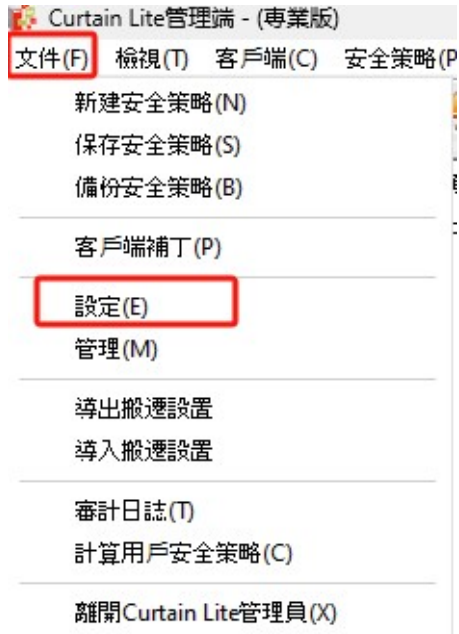 Curtain Lite管理端 - (専業版)
文件(F) 檢視(T) 客戶端(C) 安全策略(P
新建安全策略(N)
保存安全策略(S)
備份安全策略(B)
客戶端補丁(P)
設定(E)
管理(M)
導出搬遷設置
導入搬遷設置
審計日誌(T)
計算用戶安全策略(C)
離開Curtain Lite管理員(X)